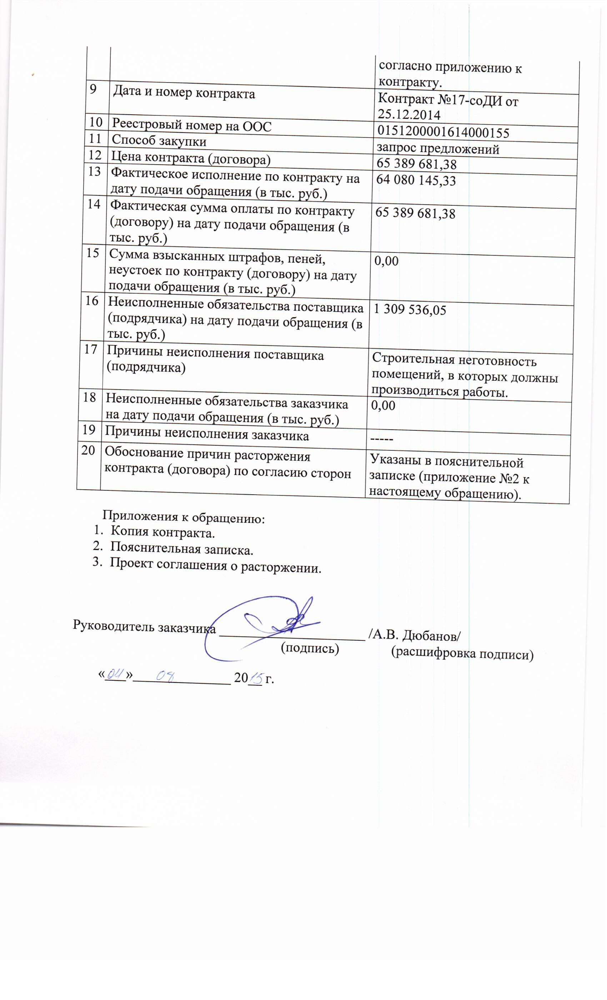 согласно приложению к
контракту.
9 Дата и номер контракта Контракт №17-соДИ от
25.12.2014
10 Реестровый номер на ООС 0151200001614000155
11 Способ закупки запрос предложений
12 Цена контракта (договора) 65 389 681,38
13 Фактическое исполнение по контракту на 64 080 145,33
дату подачи обращения (в тыс. руб.)
14 Фактическая сумма оплаты по контракту 65 389 681,38
(договору) на дату подачи обращения (в
тыс. руб.)
15 Сумма взысканных штрафов, пеней, 0,00
неустоек по контракту (договору) на дату
подачи обращения (в тыс. руб.)
16 Неисполненные обязательства поставщика 1 309 536,05
(подрядчика) на дату подачи обращения (в
тыс. руб.)
17 Причины неисполнения поставщика Строительная неготовность
(подрядчика) помещений, в которых должны
производиться работы.
18 Неисполненные обязательства заказчика 0,00
на дату подачи обращения (в тыс. руб.)
19 Причины неисполнения заказчика -----
20 Обоснование причин расторжения Указаны в пояснительной
контракта (договора) по согласию сторон записке (приложение №2 к
настоящему обращению).
Приложения к обращению:
1. Копия контракта.
2. Пояснительная записка.
3. Проект соглашения о расторжении.
Руководитель заказчика /А.В. Дюбанов/
(подпись) (расшифровка подписи)
«04» 08 2015 г.